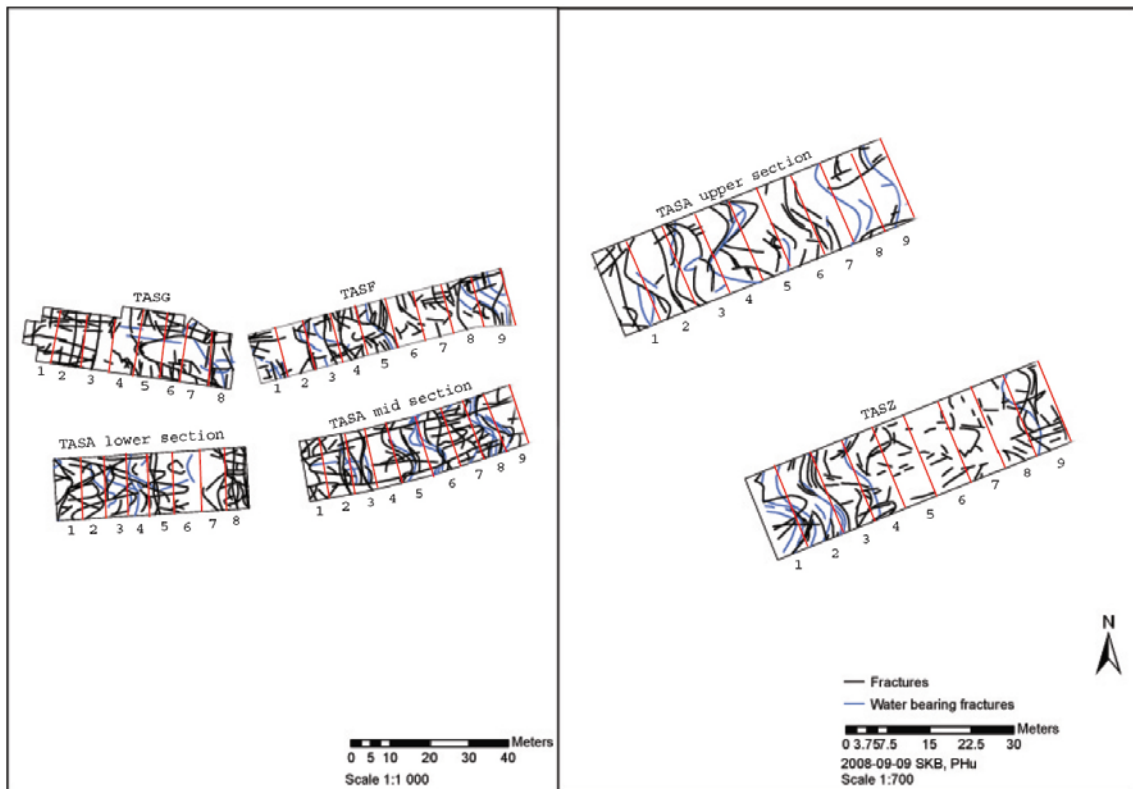 TASG
1 2 3 4 5 6 7 8
TASF
1 2 3 4 5 6 7 8 9
TASA lower section
1 2 3 4 5 6 7 8
TASA mid section
1 2 3 4 5 6 7 8 9
0 5 10 20 30 40 Meters
Scale 1:1 000
TASA upper section
1 2 3 4 5 6 7 8 9
TASZ
1 2 3 4 5 6 7 8 9
N
Fractures
Water bearing fractures
0 3.757.5 15 22.5 30 Meters
2008-09-09 SKB, PHu
Scale 1:700